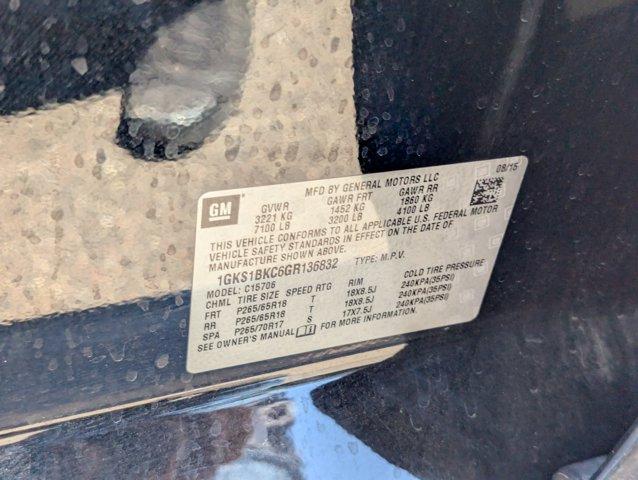 GM
MFD BY GENERAL MOTORS LLC 08/15
GVWR GAWR FRT GAWR RR
3221 KG 1452 KG 1860 KG
7100 LB 3200 LB 4100 LB
THIS VEHICLE CONFORMS TO ALL APPLICABLE U.S. FEDERAL MOTOR
VEHICLE SAFETY STANDARDS IN EFFECT ON THE DATE OF
MANUFACTURE SHOWN ABOVE.
1GKS1BKC6GR136832 TYPE: M.P.V.
MODEL: C15706
CHML TIRE SIZE SPEED RTG RIM COLD TIRE PRESSURE
FRT P265/65R18 T 18X8.5J 240KPA(35PSI)
RR P265/65R18 T 18X8.5J 240KPA(35PSI)
SPA P265/70R17 S 17X7.5J 240KPA(35PSI)
SEE OWNER'S MANUAL FOR MORE INFORMATION.